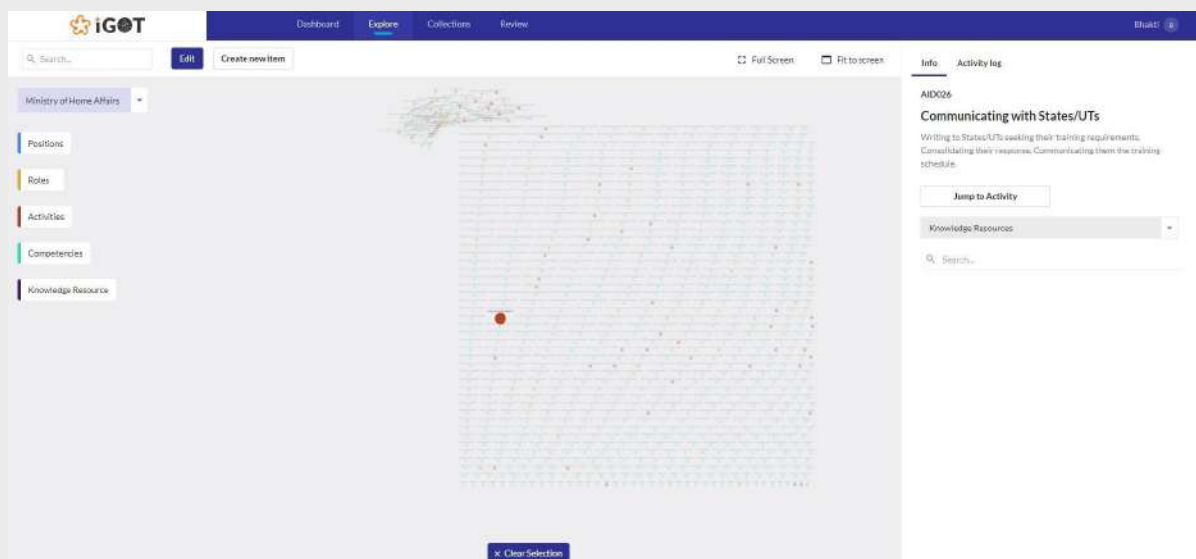 iGOT
Dashboard Explore Collections Review
Bhakti B
Search...
Edit
Create new item
Full Screen
Fit to screen
Ministry of Home Affairs
Positions
Roles
Activities
Competencies
Knowledge Resource
× Clear Selection
Info Activity log
AID026
Communicating with States/UTs
Writing to States/UTs seeking their training requirements.
Consolidating their response. Communicating them the training
schedule.
Jump to Activity
Knowledge Resources
Search...